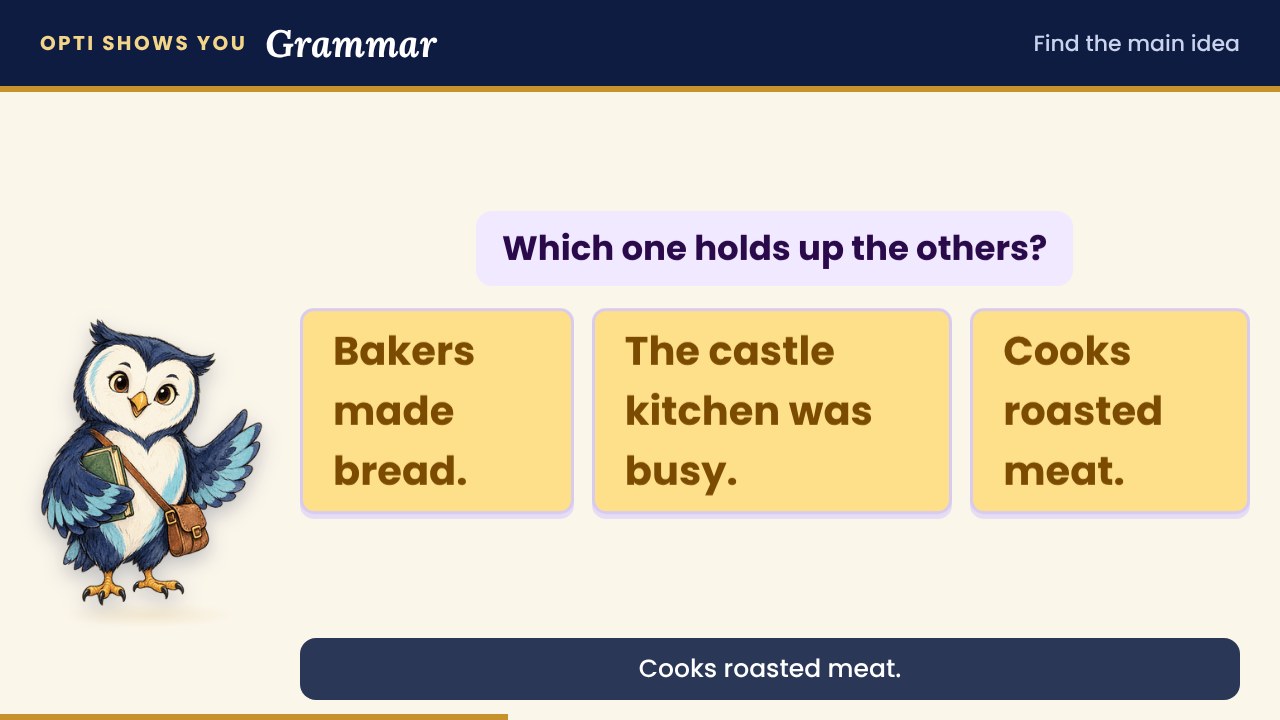 OPTI SHOWS YOU Grammar
Find the main idea
Which one holds up the others?
Bakers
made
bread.
The castle
kitchen was
busy.
Cooks
roasted
meat.
Cooks roasted meat.